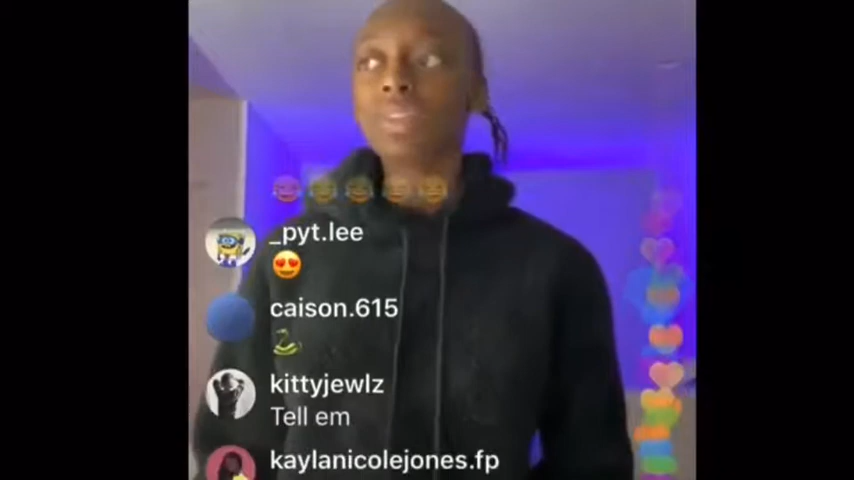 _pyt.lee
😍
caison.615
🐍
kittyjewlz
Tell em
kaylanicolejones.fp